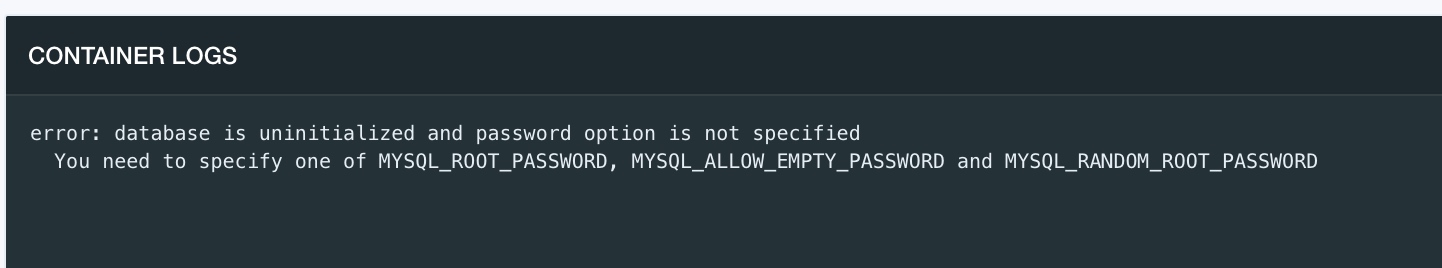 CONTAINER LOGS
error: database is uninitialized and password option is not specified
You need to specify one of MYSQL_ROOT_PASSWORD, MYSQL_ALLOW_EMPTY_PASSWORD and MYSQL_RANDOM_ROOT_PASSWORD